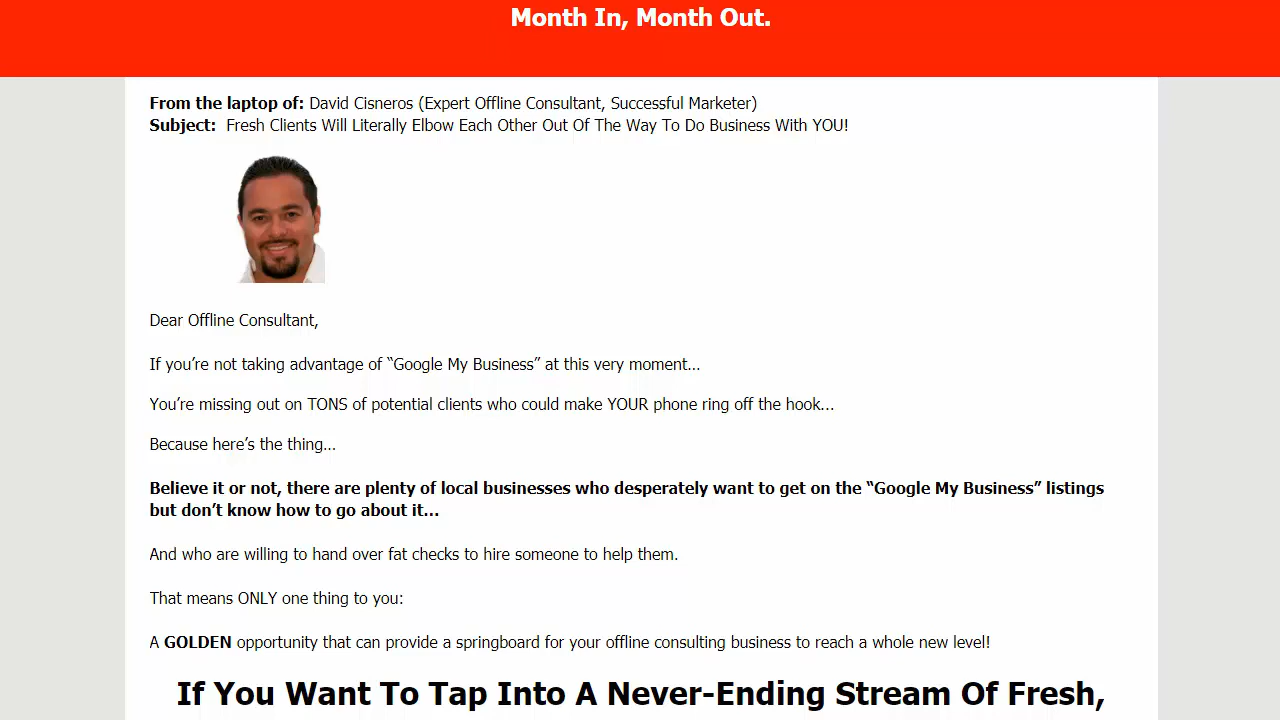 Month In, Month Out.
From the laptop of: David Cisneros (Expert Offline Consultant, Successful Marketer)
Subject:  Fresh Clients Will Literally Elbow Each Other Out Of The Way To Do Business With YOU!
Dear Offline Consultant,
If you’re not taking advantage of “Google My Business” at this very moment...
You’re missing out on TONS of potential clients who could make YOUR phone ring off the hook...
Because here’s the thing...
Believe it or not, there are plenty of local businesses who desperately want to get on the “Google My Business” listings
but don’t know how to go about it...
And who are willing to hand over fat checks to hire someone to help them.
That means ONLY one thing to you:
A GOLDEN opportunity that can provide a springboard for your offline consulting business to reach a whole new level!
If You Want To Tap Into A Never-Ending Stream Of Fresh,